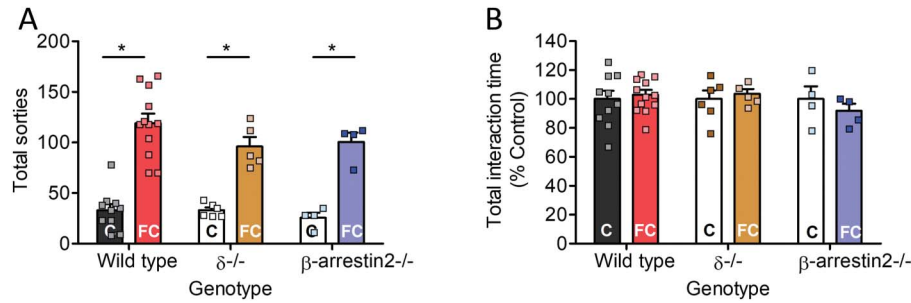 A
Total sorties
200
150
100
50
0
*
*
*
C
FC
C
FC
C
FC
Wild type
δ-/-
β-arrestin2-/-
Genotype
B
Total interaction time
(% Control)
140
120
100
80
100
60
40
20
0
C
FC
C
FC
C
FC
Wild type
δ-/-
β-arrestin2-/-
Genotype